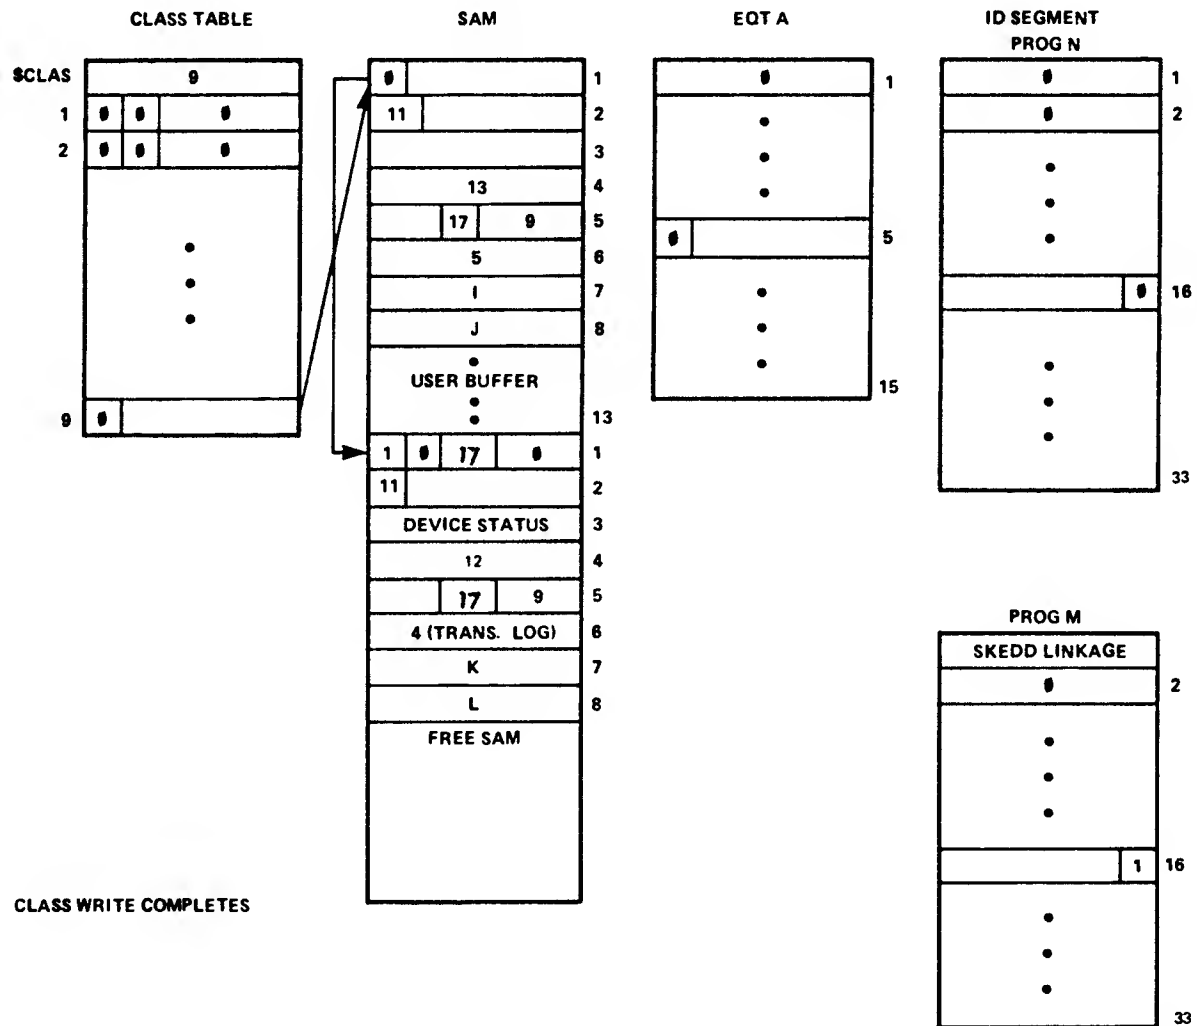 CLASS TABLE
$CLAS 9
1 Ø Ø Ø
2 Ø Ø Ø
9 Ø
SAM
Ø 1
11 2
3
13 4
17 9 5
5 6
I 7
J 8
USER BUFFER
13
1 Ø 17 Ø 1
11 2
DEVICE STATUS 3
12 4
17 9 5
4 (TRANS. LOG) 6
K 7
L 8
FREE SAM
EQT A
Ø 1
Ø 5
15
ID SEGMENT
PROG N
Ø 1
Ø 2
Ø 16
33
PROG M
SKEDD LINKAGE
Ø 2
1 16
33
CLASS WRITE COMPLETES